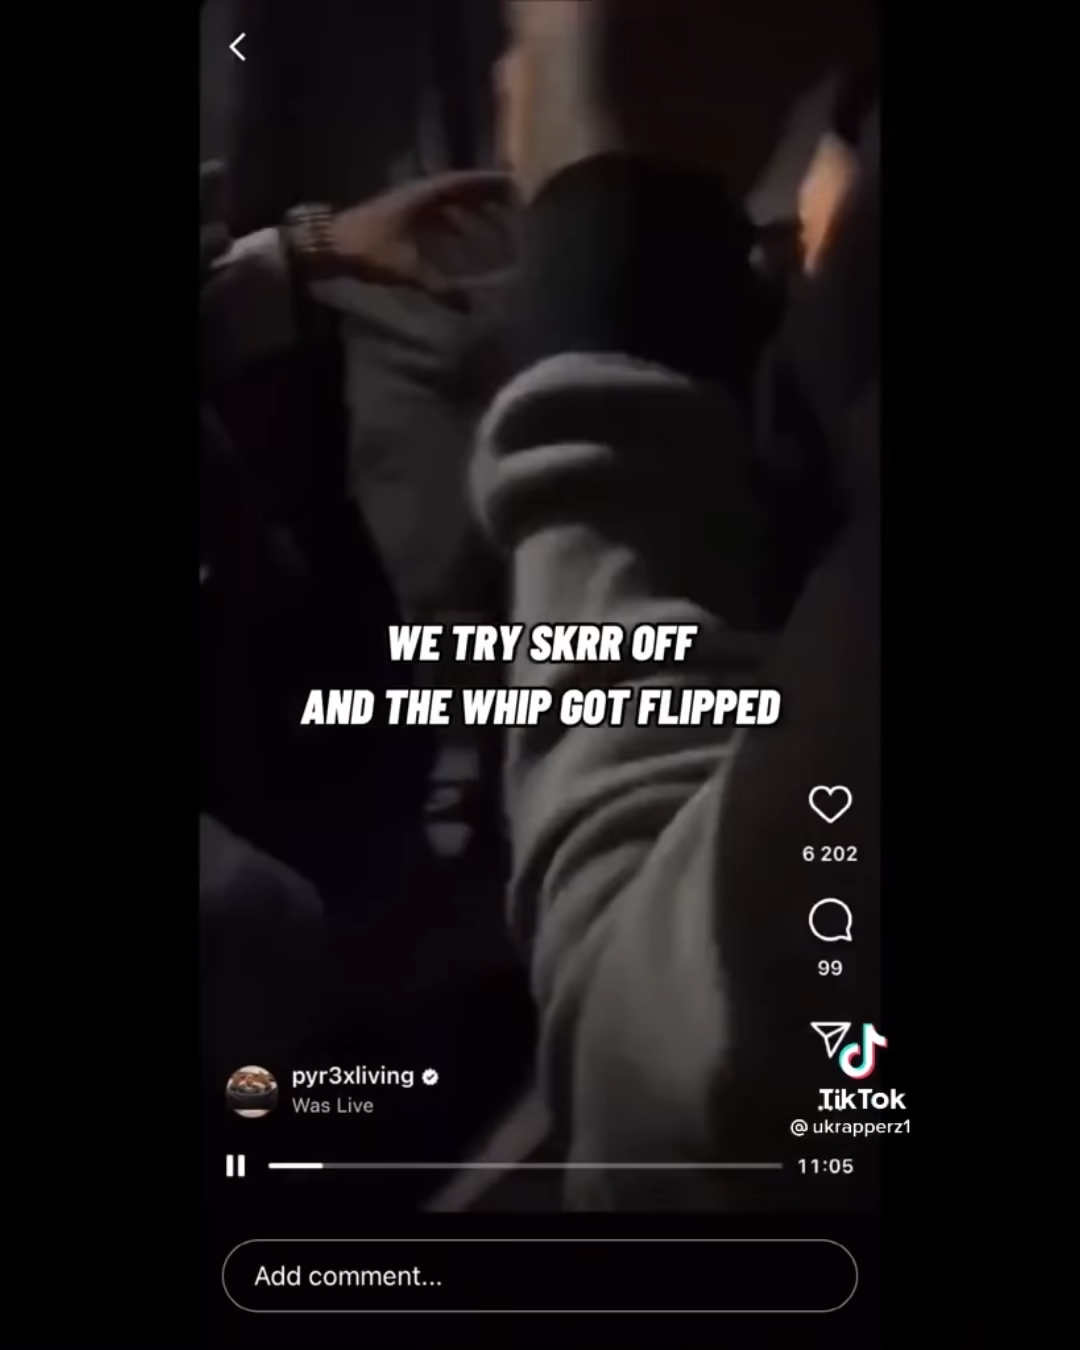 WE TRY SKRR OFF
AND THE WHIP GOT FLIPPED
6 202
99
TikTok
@ukrapperz1
pyr3xliving
Was Live
11:05
Add comment...